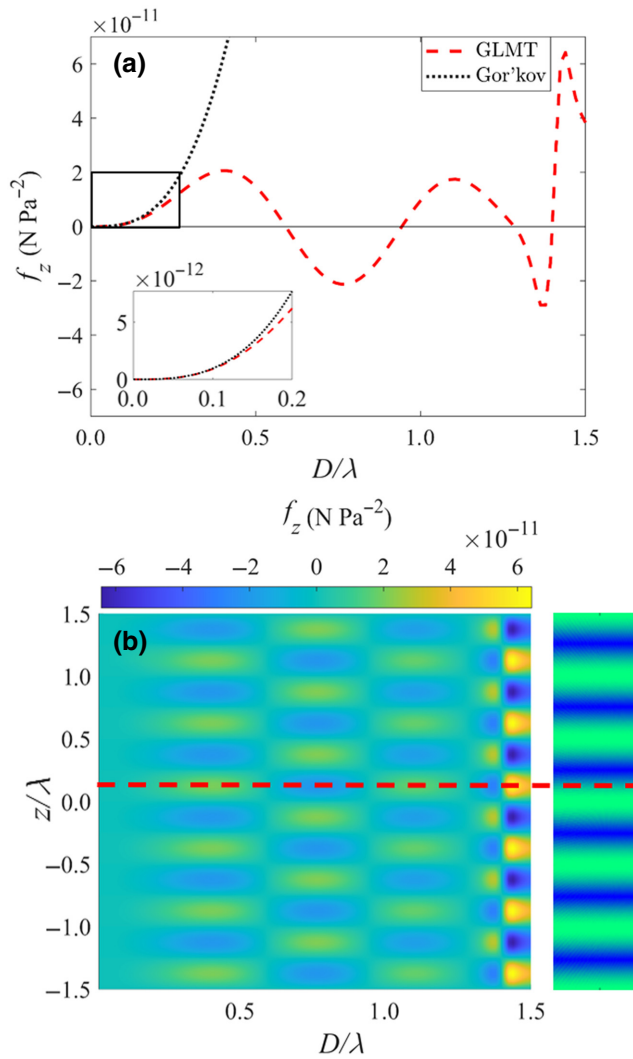 ×10⁻¹¹
(a)
GLMT
Gor'kov
6
4
2
0
−2
−4
−6
f_z (N Pa⁻²)
×10⁻¹²
5
0
0.0 0.1 0.2
0.0 0.5 1.0 1.5
D/λ
f_z (N Pa⁻²)
×10⁻¹¹
−6 −4 −2 0 2 4 6
(b)
1.5
1.0
0.5
0.0
−0.5
−1.0
−1.5
z/λ
0.5 1.0 1.5
D/λ